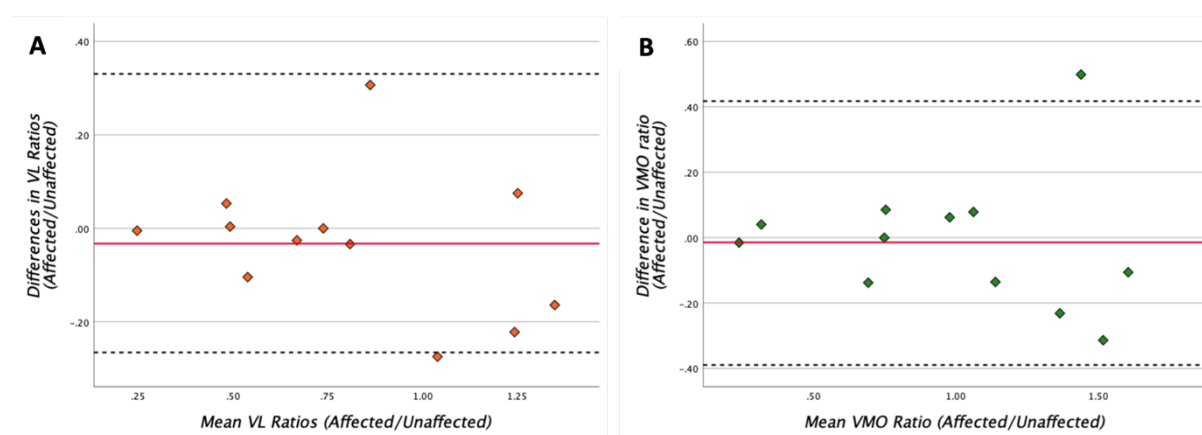 A
.40
.20
.00
-.20
Differences in VL Ratios
(Affected/Unaffected)
.25
.50
.75
1.00
1.25
Mean VL Ratios (Affected/Unaffected)
B
.60
.40
.20
.00
-.20
-.40
Difference in VMO ratio
(Affected/Unaffected)
.50
1.00
1.50
Mean VMO Ratio (Affected/Unaffected)